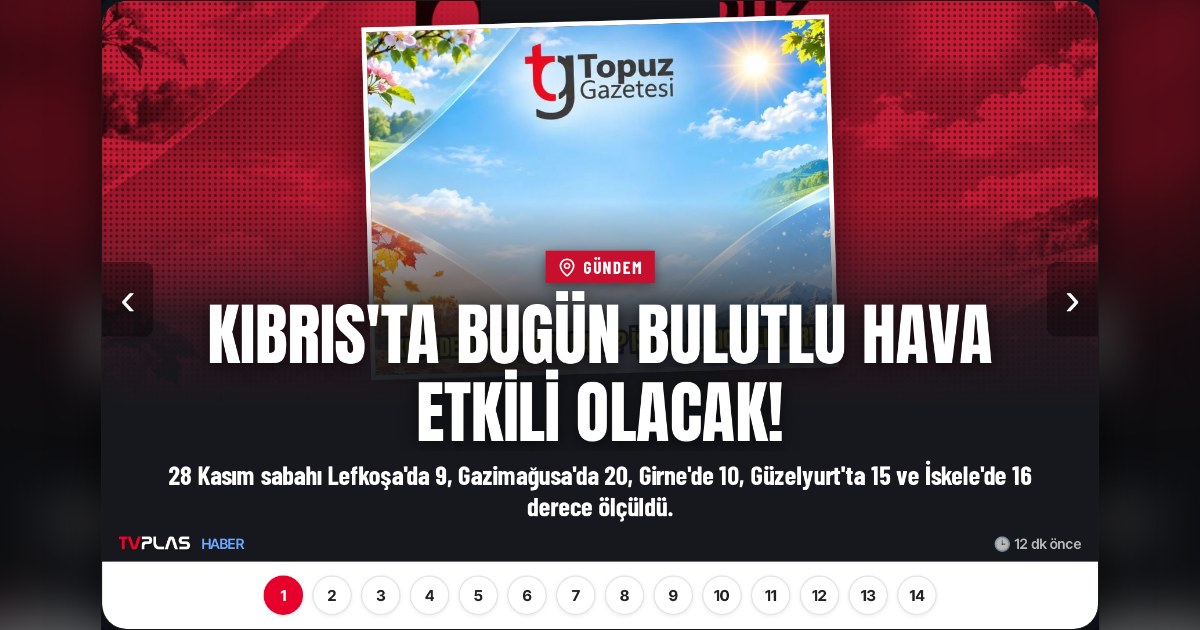 Topuz
Gazetesi
GÜNDEM
KIBRIS'TA BUGÜN BULUTLU HAVA
ETKİLİ OLACAK!
28 Kasım sabahı Lefkoşa'da 9, Gazimağusa'da 20, Girne'de 10, Güzelyurt'ta 15 ve İskele'de 16
derece ölçüldü.
TVPLAS HABER
12 dk önce
1 2 3 4 5 6 7 8 9 10 11 12 13 14